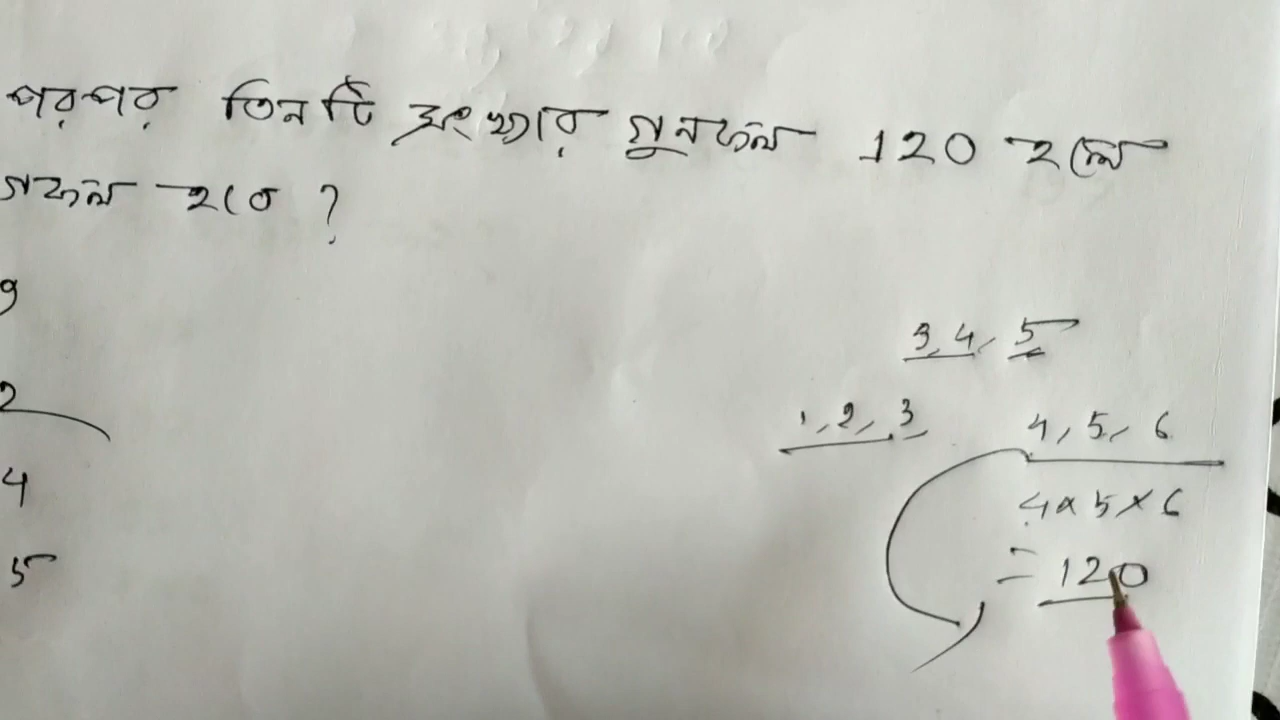 পরপর তিনটি সংখ্যার গুনফল 120 হলে
গফল হবে ?
9
2
4
5
3, 4, 5
1, 2, 3,
4, 5, 6
4 x 5 x 6
= 120